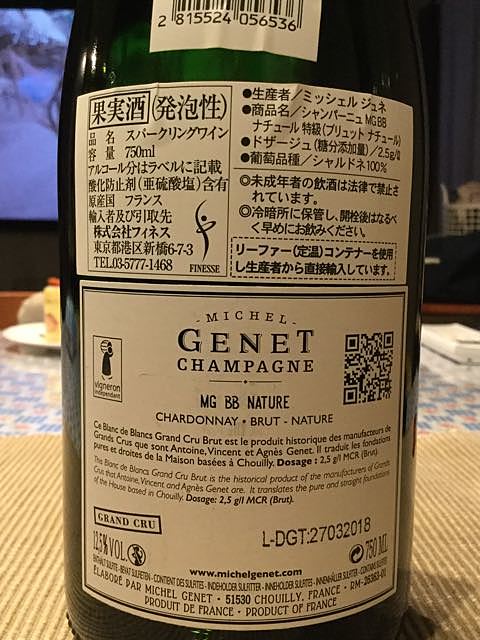 2 815524 056536
果実酒 (発泡性)
品名 スパークリングワイン
容量 750ml
アルコール分はラベルに記載
酸化防止剤(亜硫酸塩)含有
原産国 フランス
輸入者及び引取先
株式会社フィネス
東京都港区新橋6-7-3
TEL.03-5777-1468
FINESSE
●生産者/ミッシェル ジュネ
●商品名/シャンパーニュ MG BB
ナチュール 特級(ブリュット ナチュール)
●ドザージュ(糖分添加量)/2.5g/ℓ
●葡萄品種/シャルドネ100%
◎未成年者の飲酒は法律で禁止さ
れています。
◎冷暗所に保管し、開栓後はなるべ
く早めにお飲みください。
リーファー(定温)コンテナーを使用
し生産者から直接輸入しています。
- MICHEL -
GENET
CHAMPAGNE
vigneron
independant
MG BB NATURE
CHARDONNAY - BRUT - NATURE
Ce Blanc de Blancs Grand Cru Brut est le produit historique des manufactures de
Grands Crus que sont Antoine, Vincent et Agnès Genet. Il traduit les fondations
pures et droites de la Maison basées à Chouilly. Dosage : 2,5 g/l MCR (Brut).
This Blanc de Blancs Grand Cru Brut is the historical product of the manufacturers of Grands
Crus that Antoine, Vincent and Agnès Genet are. It translates the pure and straight foundations
of the House based in Chouilly. Dosage: 2,5 g/l MCR (Brut).
GRAND CRU
L-DGT:27032018
12,5% VOL.
750 ML
www.michelgenet.com
ELABORÉ PAR MICHEL GENET - 51530 CHOUILLY, FRANCE - RM-26363-01
PRODUIT DE FRANCE - PRODUCT OF FRANCE